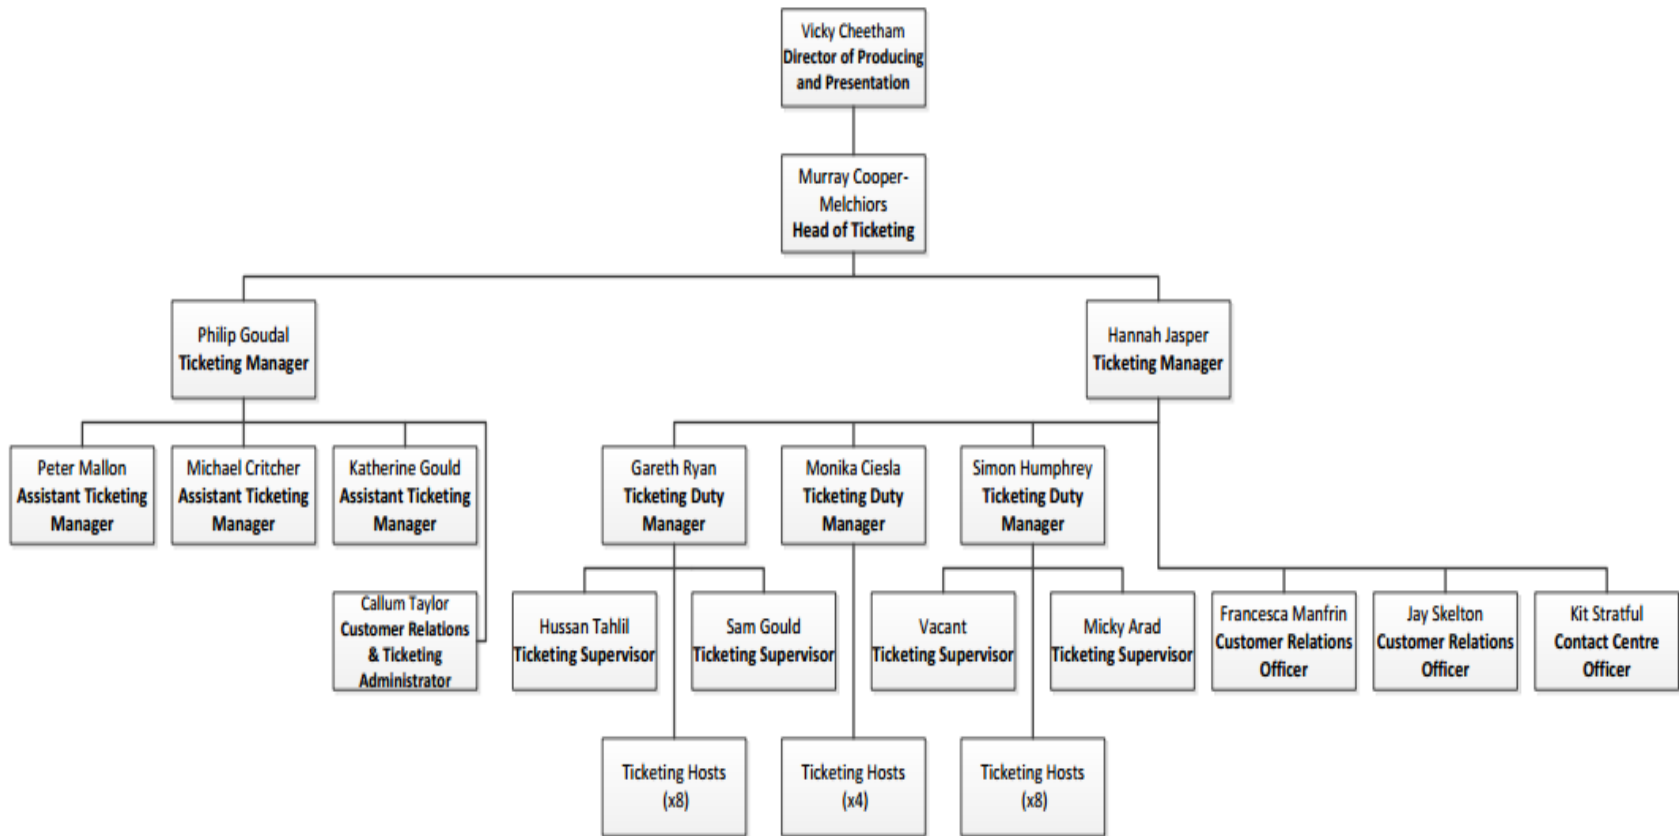 Vicky Cheetham
Director of Producing
and Presentation
Murray Cooper-
Melchiors
Head of Ticketing
Philip Goudal
Ticketing Manager
Hannah Jasper
Ticketing Manager
Peter Mallon
Assistant Ticketing
Manager
Michael Critcher
Assistant Ticketing
Manager
Katherine Gould
Assistant Ticketing
Manager
Gareth Ryan
Ticketing Duty
Manager
Monika Ciesla
Ticketing Duty
Manager
Simon Humphrey
Ticketing Duty
Manager
Callum Taylor
Customer Relations
& Ticketing
Administrator
Hussan Tahlil
Ticketing Supervisor
Sam Gould
Ticketing Supervisor
Vacant
Ticketing Supervisor
Micky Arad
Ticketing Supervisor
Francesca Manfrin
Customer Relations
Officer
Jay Skelton
Customer Relations
Officer
Kit Stratful
Contact Centre
Officer
Ticketing Hosts
(x8)
Ticketing Hosts
(x4)
Ticketing Hosts
(x8)